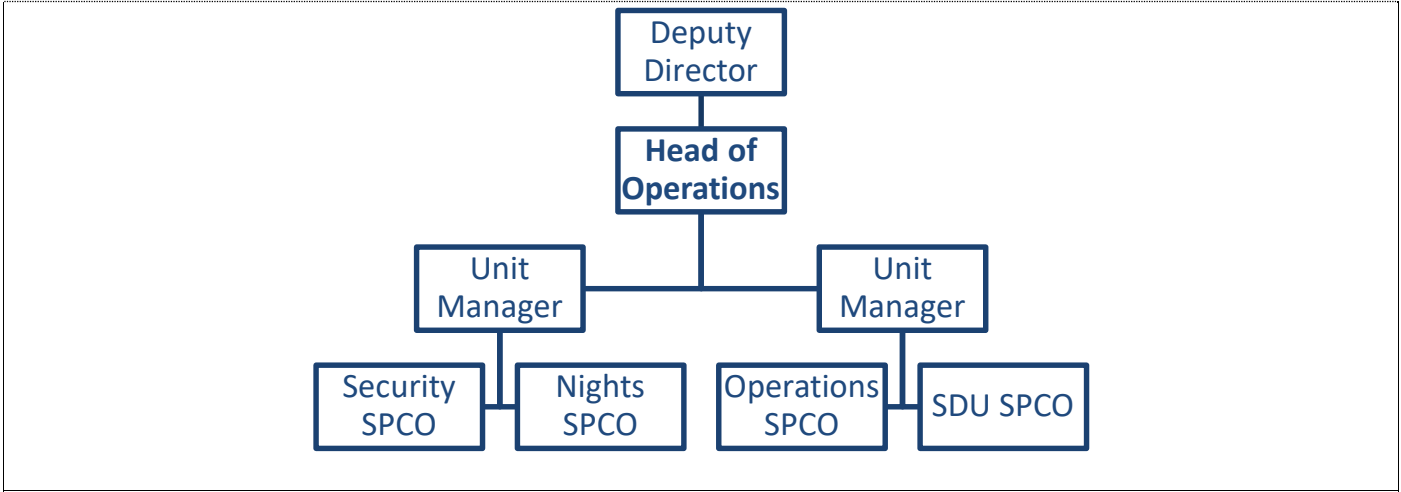 Deputy
Director
Head of
Operations
Unit
Manager
Unit
Manager
Security
SPCO
Nights
SPCO
Operations
SPCO
SDU SPCO